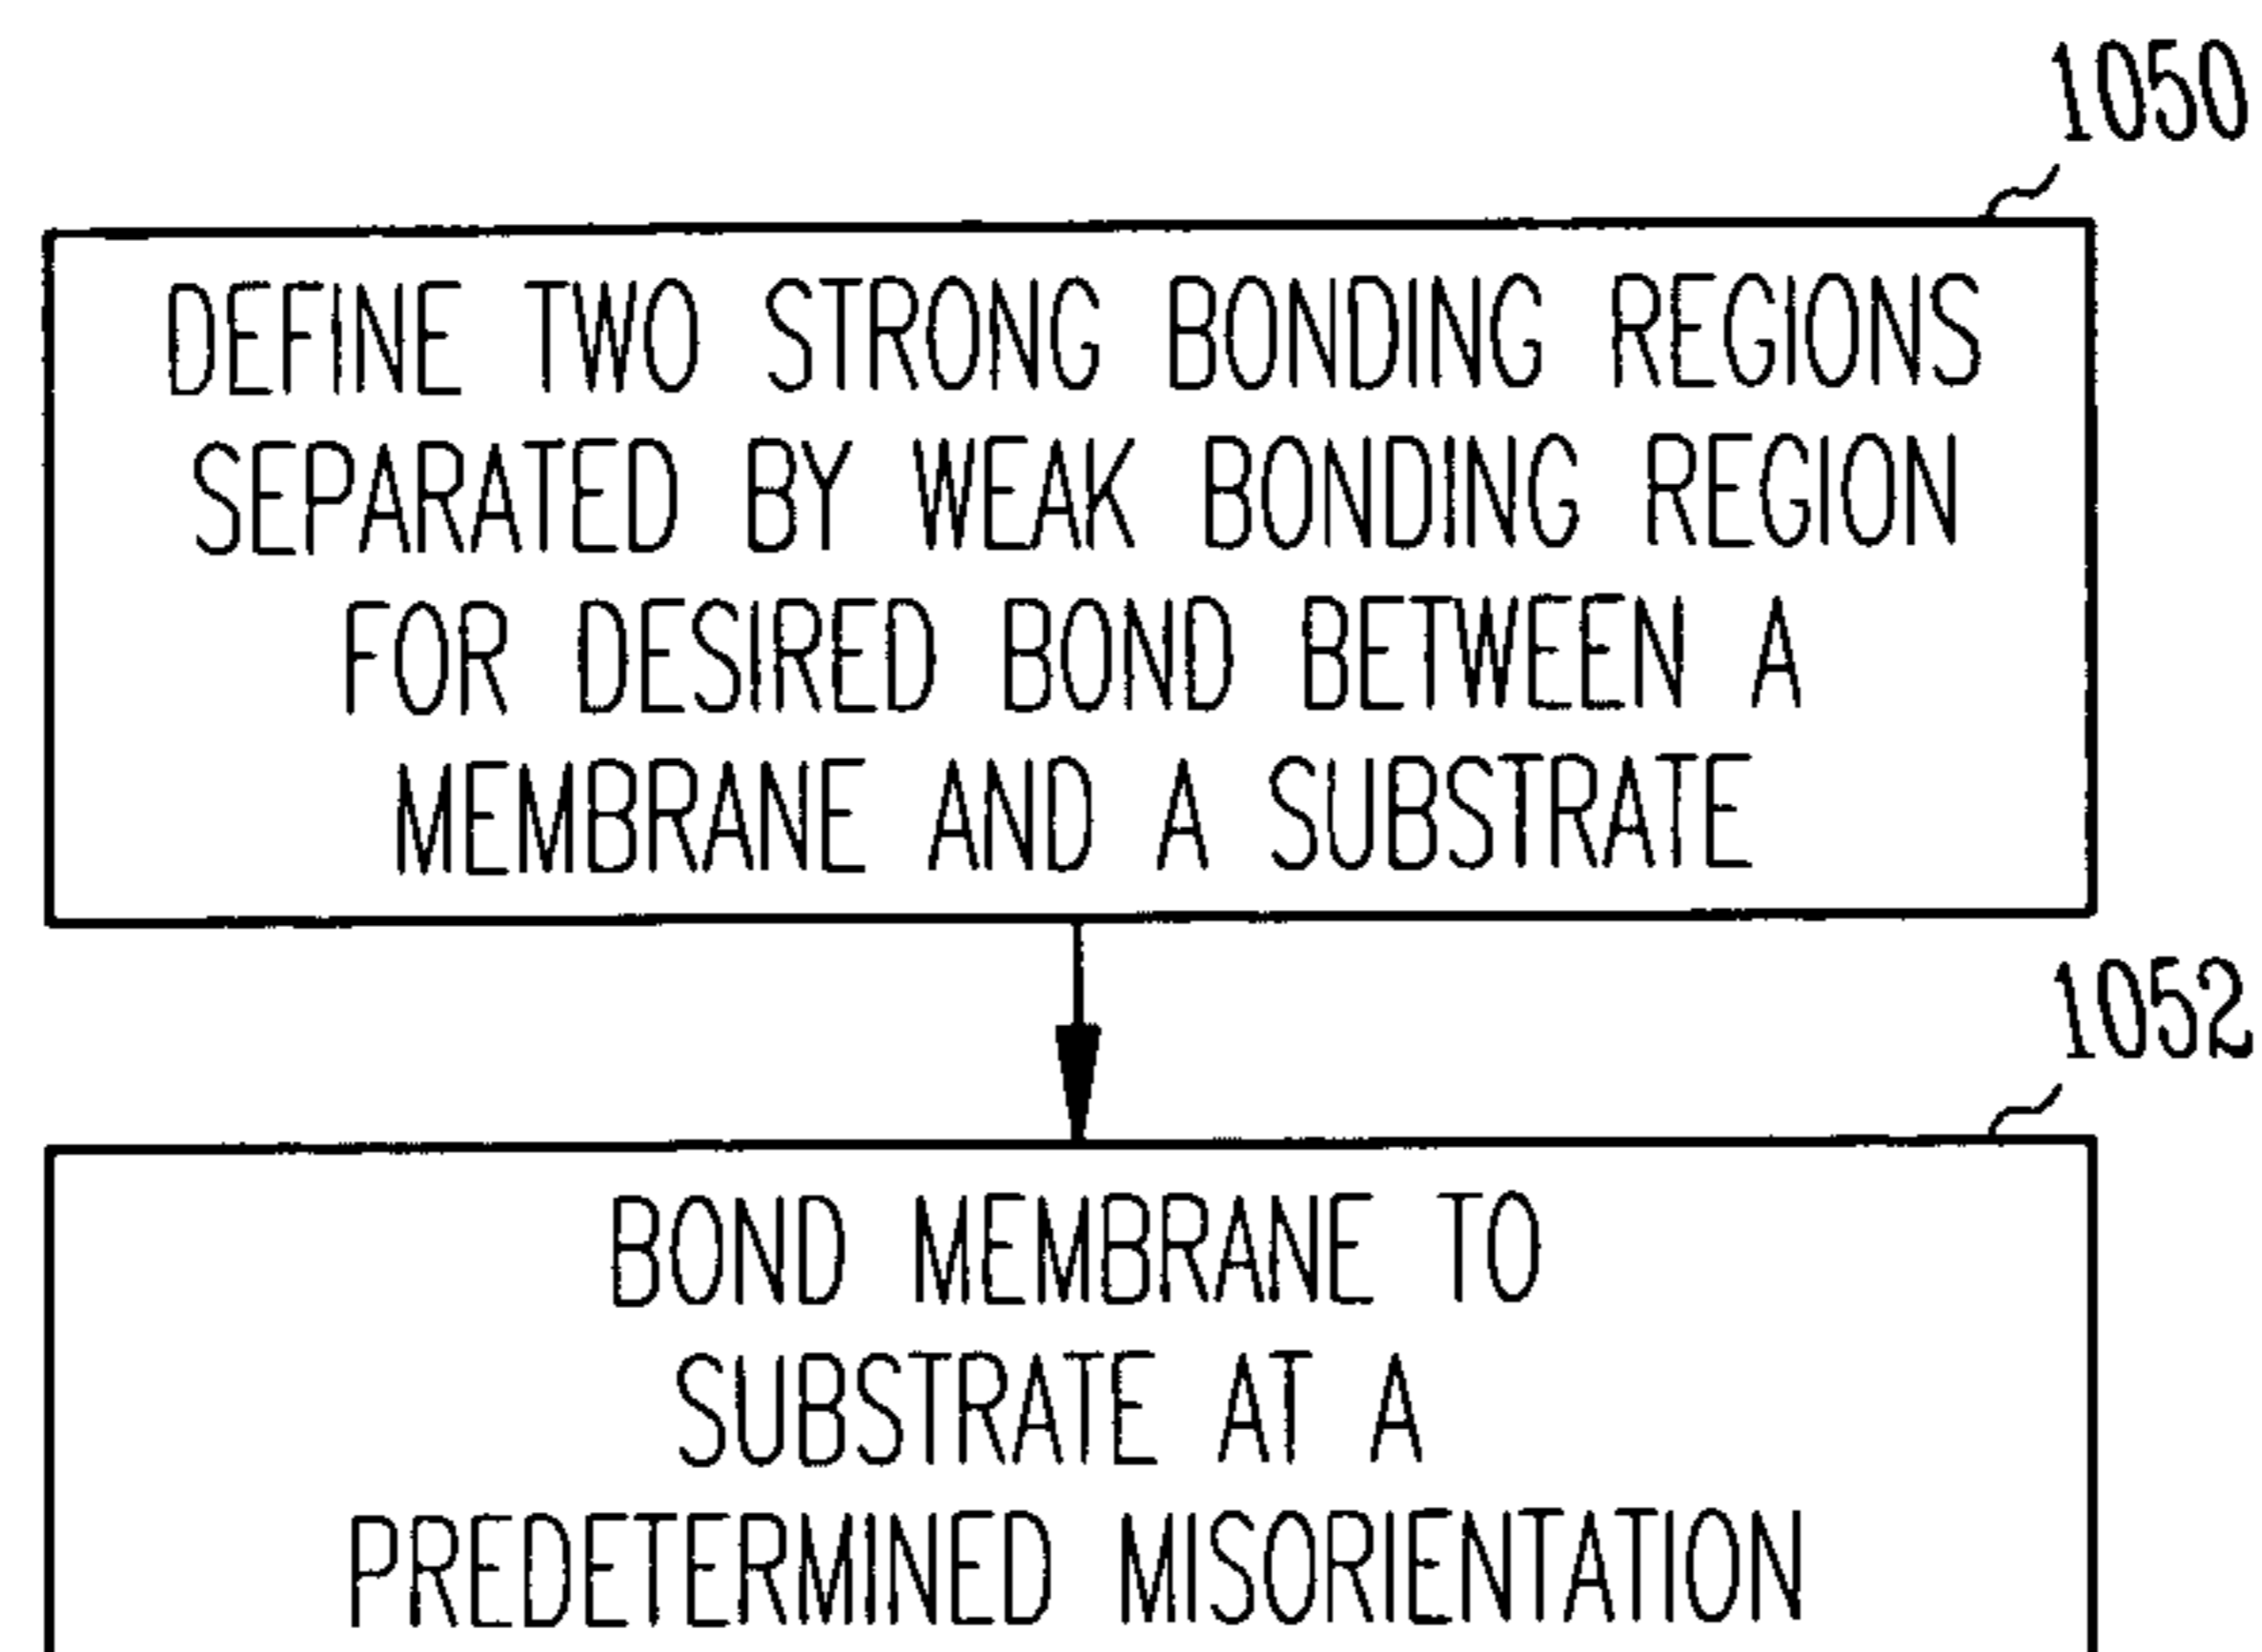 1050
DEFINE TWO STRONG BONDING REGIONS
SEPARATED BY WEAK BONDING REGION
FOR DESIRED BOND BETWEEN A
MEMBRANE AND A SUBSTRATE
1052
BOND MEMBRANE TO
SUBSTRATE AT A
PREDETERMINED MISORIENTATION